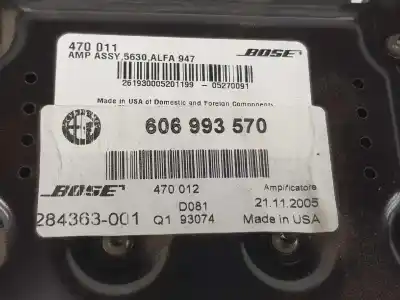 470 011
BOSE
AMP ASSY,5630,ALFA 947
261930005201199 -- 05270091
Made in USA of Domestic and Foreign Components
606 993 570
BOSE
470 012
Amplificatore
D081
21.11.2005
284363-001
Q1 93074
Made in USA